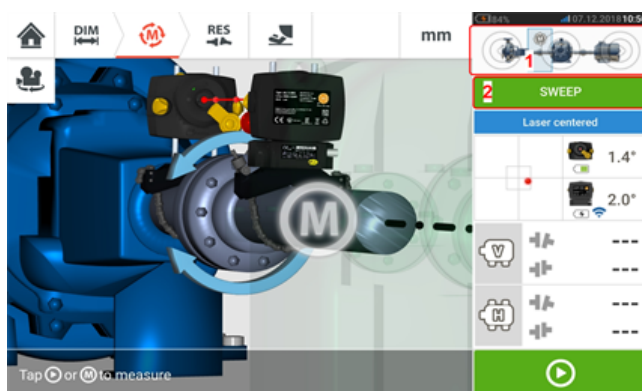 DIM
M
RES
mm
84%
07.12.2018 10:50
M
1
2 SWEEP
Laser centered
1.4°
2.0°
M
V
---
---
H
---
---
Tap or M to measure